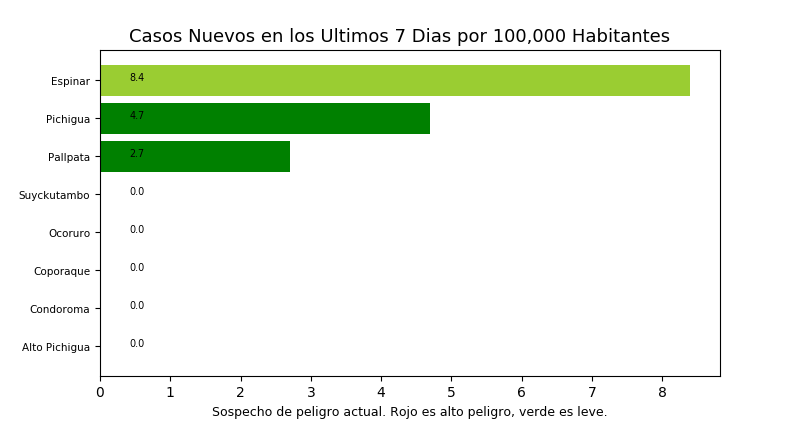 Casos Nuevos en los Ultimos 7 Dias por 100,000 Habitantes
Espinar 8.4
Pichigua 4.7
Pallpata 2.7
Suyckutambo 0.0
Ocoruro 0.0
Coporaque 0.0
Condoroma 0.0
Alto Pichigua 0.0
0 1 2 3 4 5 6 7 8
Sospecho de peligro actual. Rojo es alto peligro, verde es leve.